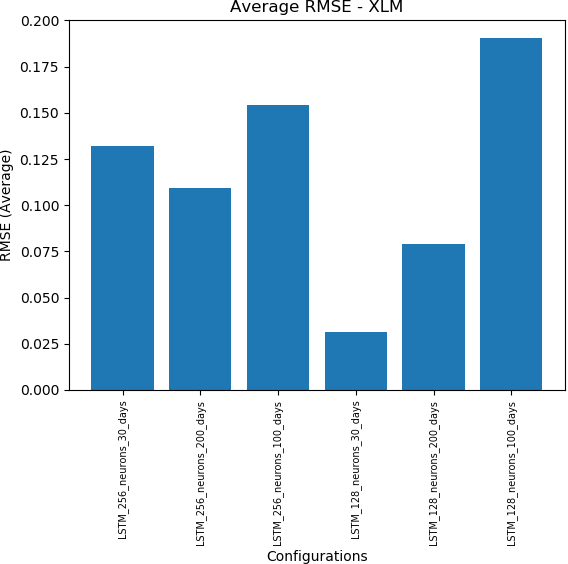 Average RMSE - XLM
RMSE (Average)
0.200
0.175
0.150
0.125
0.100
0.075
0.050
0.025
0.000
LSTM_256_neurons_30_days
LSTM_256_neurons_200_days
LSTM_256_neurons_100_days
LSTM_128_neurons_30_days
LSTM_128_neurons_200_days
LSTM_128_neurons_100_days
Configurations